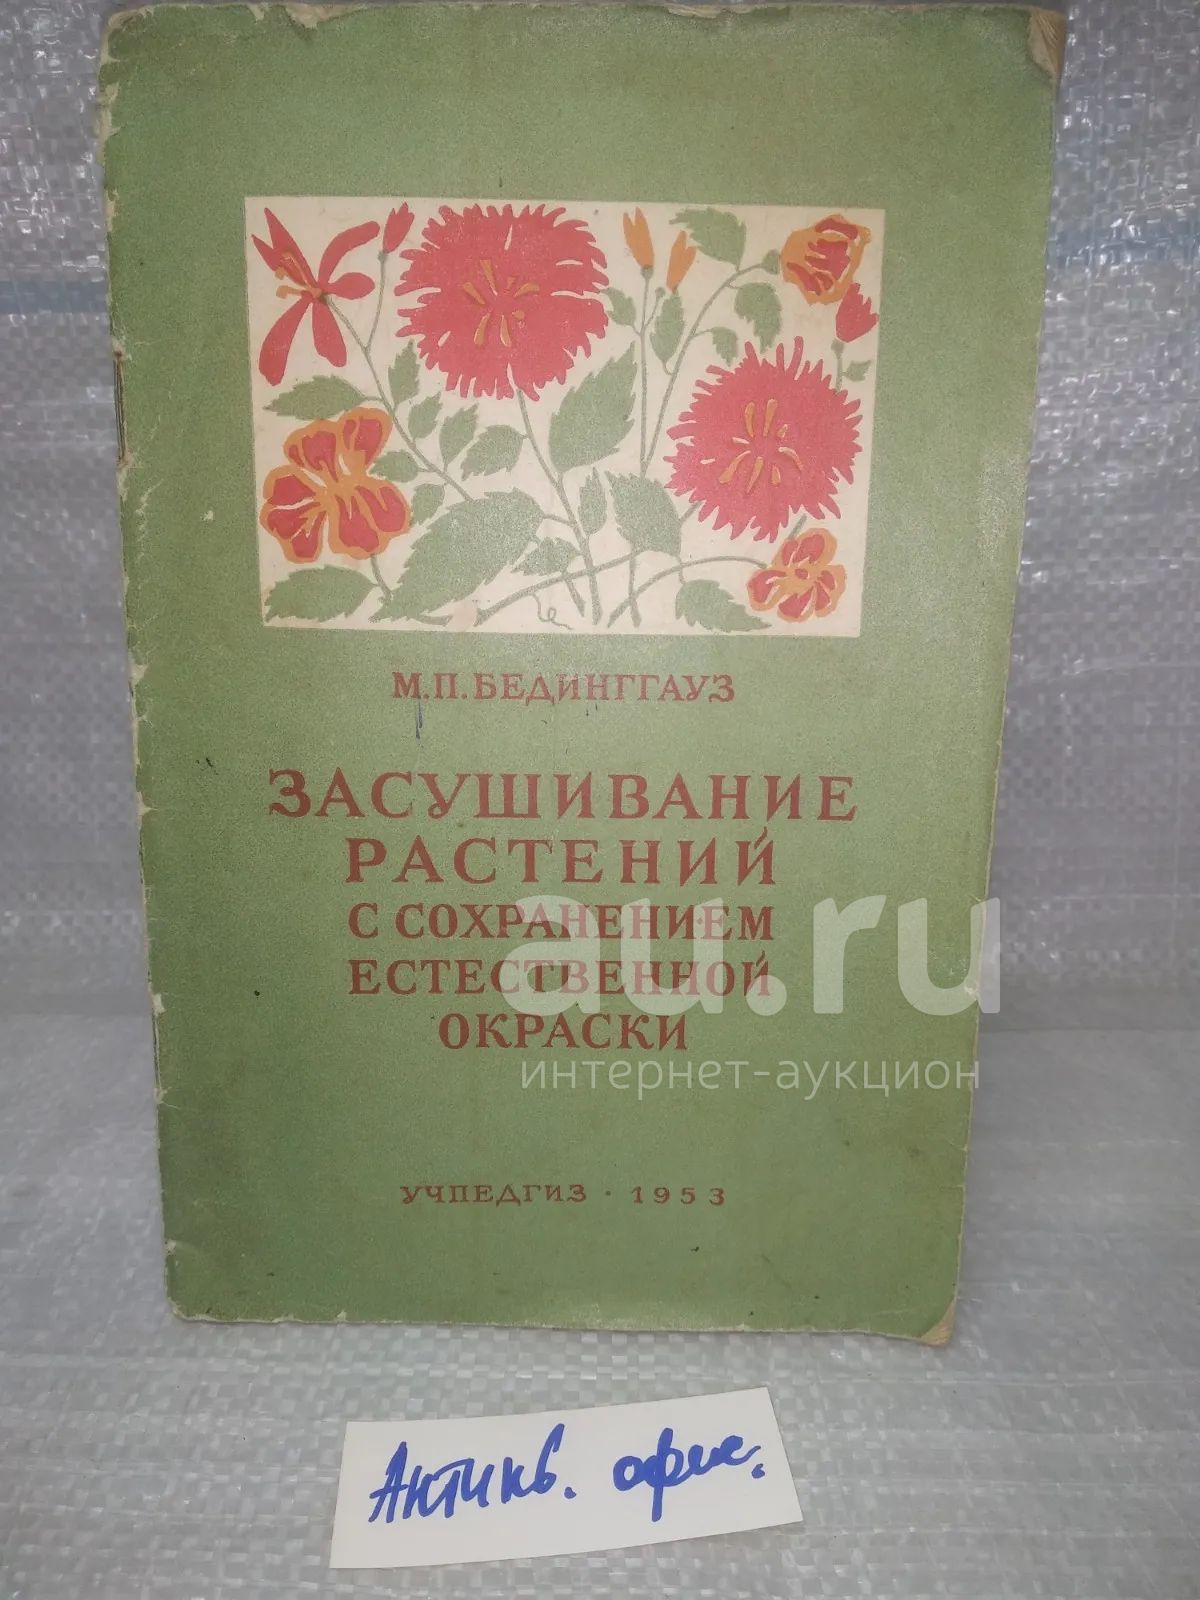 М.П. БЕДИНГГАУЗ
ЗАСУШИВАНИЕ
РАСТЕНИЙ
С СОХРАНЕНИЕМ
ЕСТЕСТВЕННОЙ
ОКРАСКИ
au.ru
интернет-аукцион
УЧПЕДГИЗ · 1953
Антикв. офис.